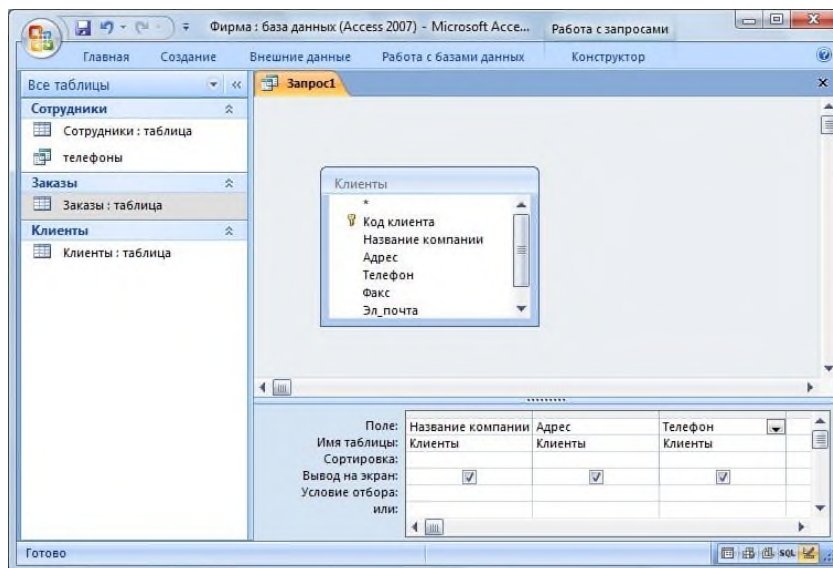 Фирма : база данных (Access 2007) - Microsoft Acce...
Работа с запросами
Главная
Создание
Внешние данные
Работа с базами данных
Конструктор
Все таблицы
Запрос1
Сотрудники
Сотрудники : таблица
телефоны
Заказы
Заказы : таблица
Клиенты
Клиенты : таблица
Клиенты
*
Код клиента
Название компании
Адрес
Телефон
Факс
Эл_почта
Поле: Название компании Адрес Телефон
Имя таблицы: Клиенты Клиенты Клиенты
Сортировка:
Вывод на экран:
Условие отбора:
или:
Готово
SQL